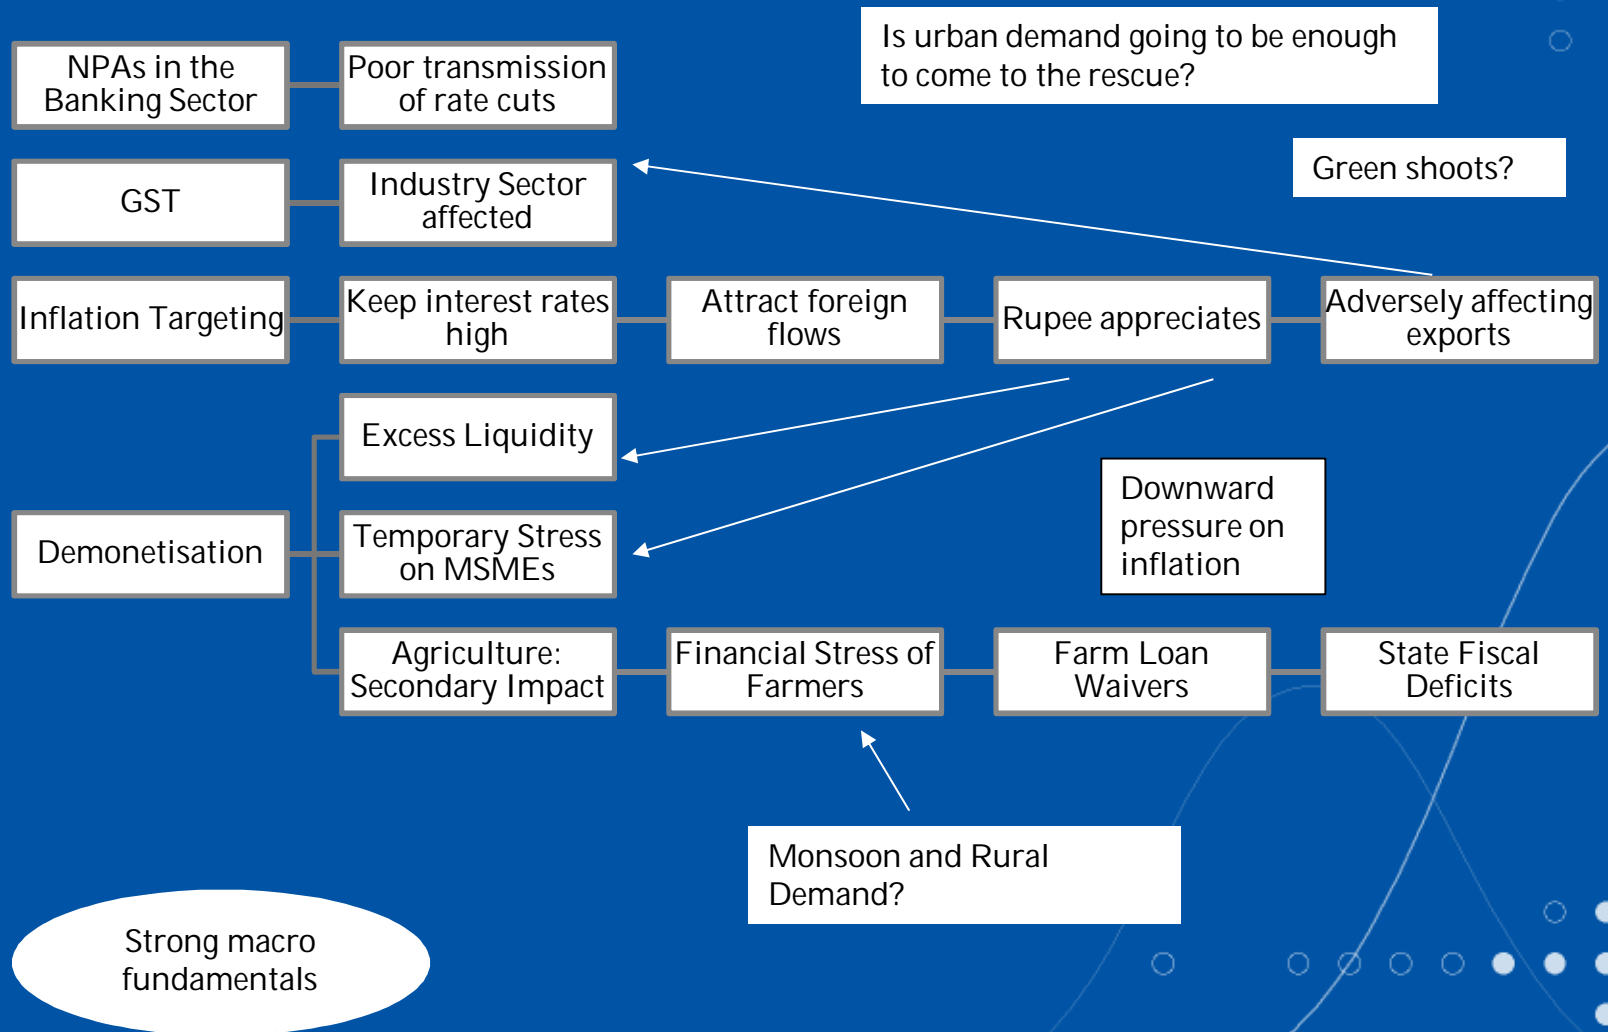 Is urban demand going to be enough
to come to the rescue?
NPAs in the
Banking Sector
Poor transmission
of rate cuts
Green shoots?
GST
Industry Sector
affected
Inflation Targeting
Keep interest rates
high
Attract foreign
flows
Rupee appreciates
Adversely affecting
exports
Excess Liquidity
Demonetisation
Temporary Stress
on MSMEs
Downward
pressure on
inflation
Agriculture:
Secondary Impact
Financial Stress of
Farmers
Farm Loan
Waivers
State Fiscal
Deficits
Monsoon and Rural
Demand?
Strong macro
fundamentals